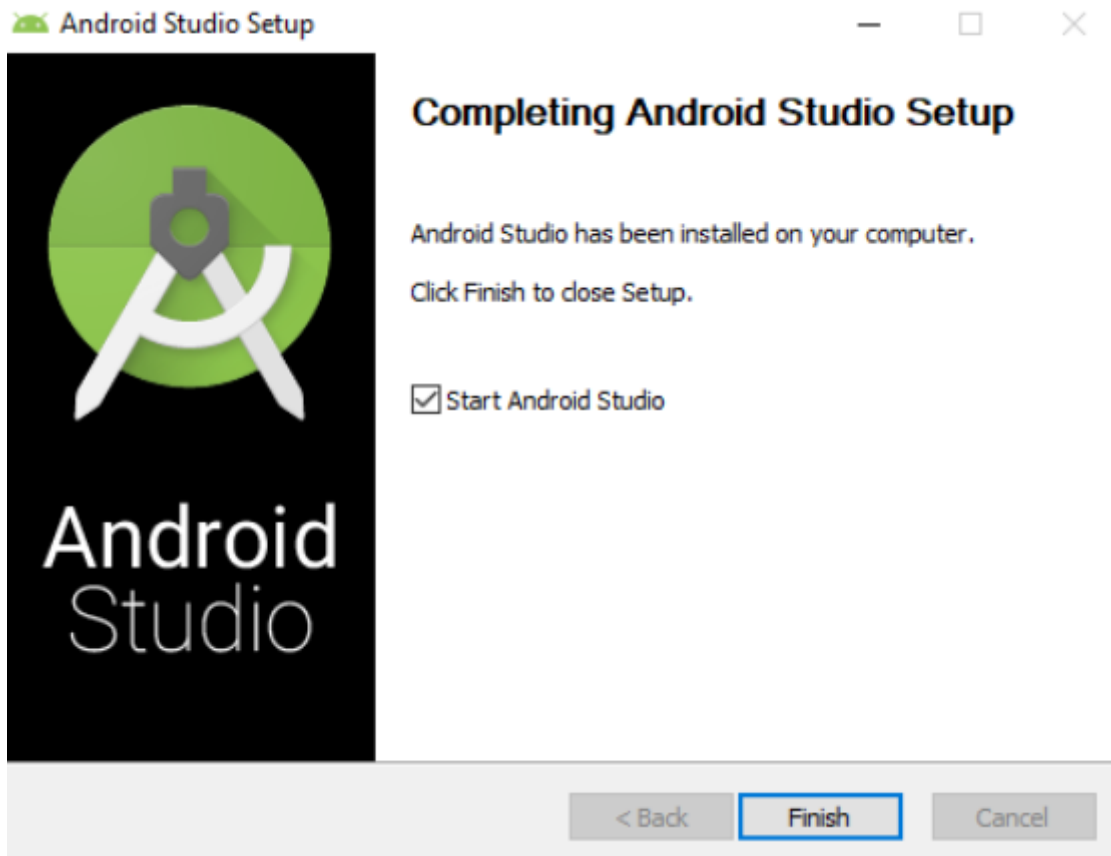 Android Studio Setup
Completing Android Studio Setup
Android Studio has been installed on your computer.
Click Finish to close Setup.
Start Android Studio
Android
Studio
< Back
Finish
Cancel